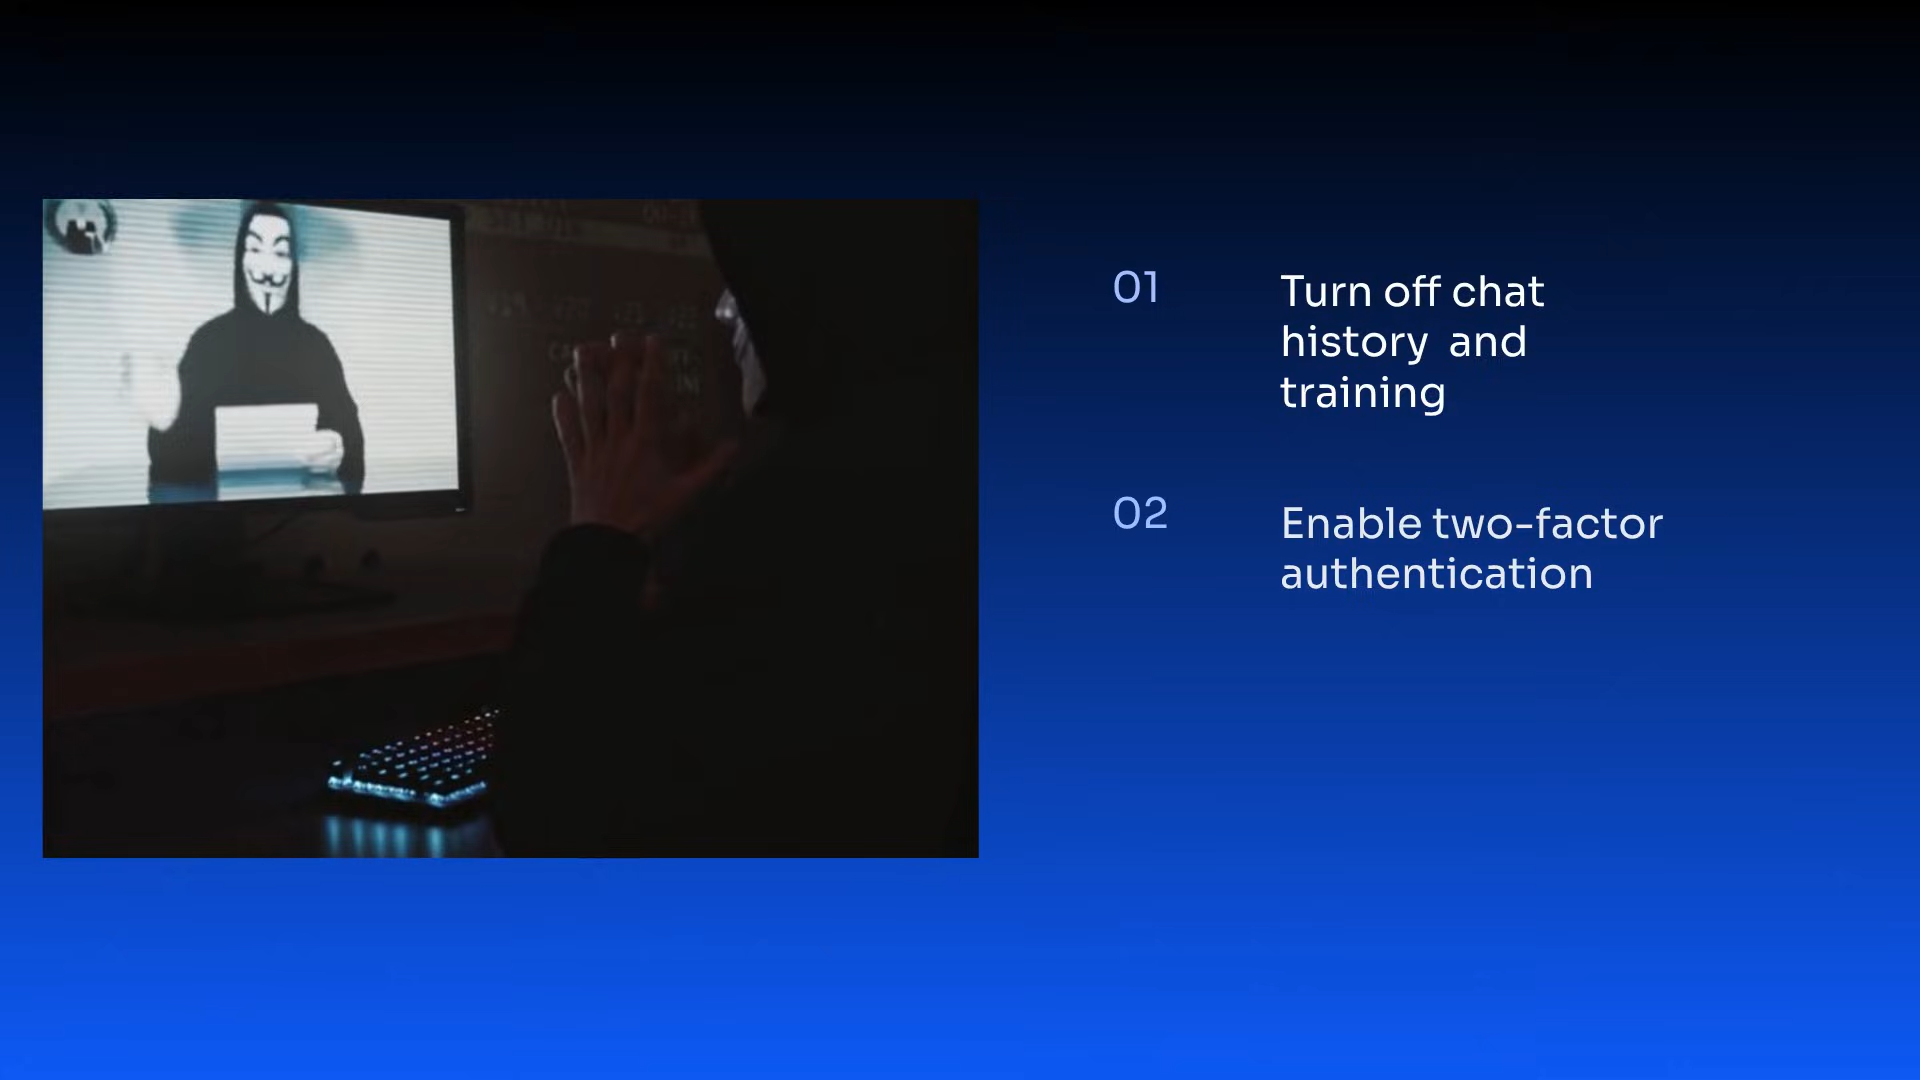 01
Turn off chat
history  and
training
02
Enable two-factor
authentication